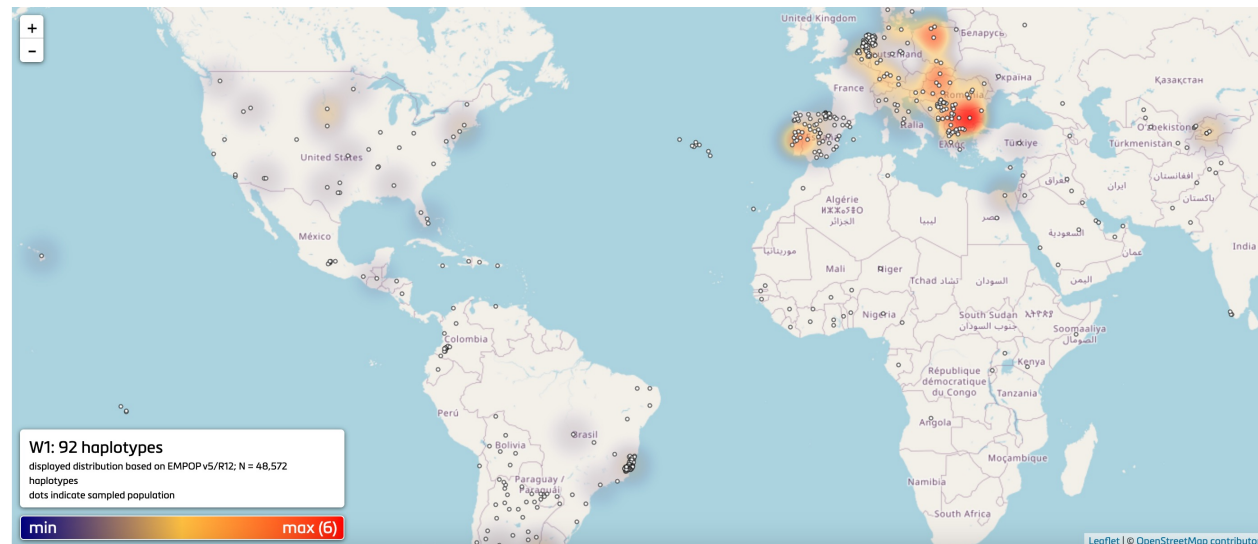 +
−
United Kingdom
Беларусь
Україна
France
Italia
Türkiye
Қазақстан
Türkmenistan
ایران
افغانستان
پاکستان
India
United States
México
Algérie
ⵍⵣⵣⴰⵢⴻⵔ
الجزائر
ليبيا
مصر
العراق
السعودية
عمان
اليمن
موريتانيا
Mali
Niger
Tchad تشاد
السودان
Nigeria
South Sudan
جنوب السودان
Soomaaliya
الصومال
Kenya
République
démocratique
du Congo
Tanzania
Angola
Moçambique
Namibia
South Africa
Colombia
Perú
Brasil
Bolivia
Paraguay /
Paraguái
W1: 92 haplotypes
displayed distribution based on EMPOP v5/R12; N = 48,572
haplotypes
dots indicate sampled population
min
max (6)
Leaflet | © OpenStreetMap contributo